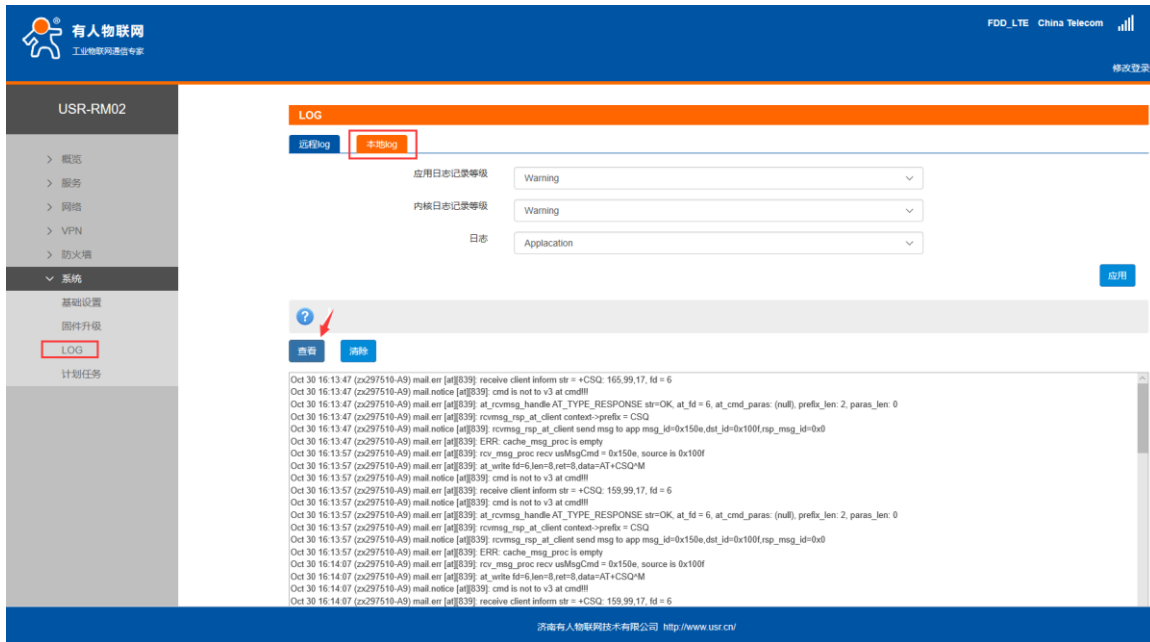 有人物联网
工业物联网通信专家
FDD_LTE China Telecom
修改登录
USR-RM02
概览
服务
网络
VPN
防火墙
系统
基础设置
固件升级
LOG
计划任务
LOG
远程log 本地log
应用日志记录等级 Warning
内核日志记录等级 Warning
日志 Applacation
应用
查看 清除
Oct 30 16:13:47 (zx297510-A9) mail.err [at][839]: receive client inform str = +CSQ: 165,99,17, fd = 6
Oct 30 16:13:47 (zx297510-A9) mail.notice [at][839]: cmd is not to v3 at cmd!!!
Oct 30 16:13:47 (zx297510-A9) mail.err [at][839]: at_rcvmsg_handle AT_TYPE_RESPONSE str=OK, at_fd = 6, at_cmd_paras: (null), prefix_len: 2, paras_len: 0
Oct 30 16:13:47 (zx297510-A9) mail.err [at][839]: rcvmsg_rsp_at_client context->prefix = CSQ
Oct 30 16:13:47 (zx297510-A9) mail.notice [at][839]: rcvmsg_rsp_at_client send msg to app msg_id=0x150e,dst_id=0x100f,rsp_msg_id=0x0
Oct 30 16:13:47 (zx297510-A9) mail.err [at][839]: ERR: cache_msg_proc is empty
Oct 30 16:13:57 (zx297510-A9) mail.err [at][839]: rcv_msg_proc recv usMsgCmd = 0x150e, source is 0x100f
Oct 30 16:13:57 (zx297510-A9) mail.err [at][839]: at_write fd=6,len=8,ret=8,data=AT+CSQ^M
Oct 30 16:13:57 (zx297510-A9) mail.notice [at][839]: cmd is not to v3 at cmd!!!
Oct 30 16:13:57 (zx297510-A9) mail.err [at][839]: receive client inform str = +CSQ: 159,99,17, fd = 6
Oct 30 16:13:57 (zx297510-A9) mail.notice [at][839]: cmd is not to v3 at cmd!!!
Oct 30 16:13:57 (zx297510-A9) mail.err [at][839]: at_rcvmsg_handle AT_TYPE_RESPONSE str=OK, at_fd = 6, at_cmd_paras: (null), prefix_len: 2, paras_len: 0
Oct 30 16:13:57 (zx297510-A9) mail.err [at][839]: rcvmsg_rsp_at_client context->prefix = CSQ
Oct 30 16:13:57 (zx297510-A9) mail.notice [at][839]: rcvmsg_rsp_at_client send msg to app msg_id=0x150e,dst_id=0x100f,rsp_msg_id=0x0
Oct 30 16:13:57 (zx297510-A9) mail.err [at][839]: ERR: cache_msg_proc is empty
Oct 30 16:14:07 (zx297510-A9) mail.err [at][839]: rcv_msg_proc recv usMsgCmd = 0x150e, source is 0x100f
Oct 30 16:14:07 (zx297510-A9) mail.err [at][839]: at_write fd=6,len=8,ret=8,data=AT+CSQ^M
Oct 30 16:14:07 (zx297510-A9) mail.notice [at][839]: cmd is not to v3 at cmd!!!
Oct 30 16:14:07 (zx297510-A9) mail.err [at][839]: receive client inform str = +CSQ: 159,99,17, fd = 6
济南有人物联网技术有限公司 http://www.usr.cn/